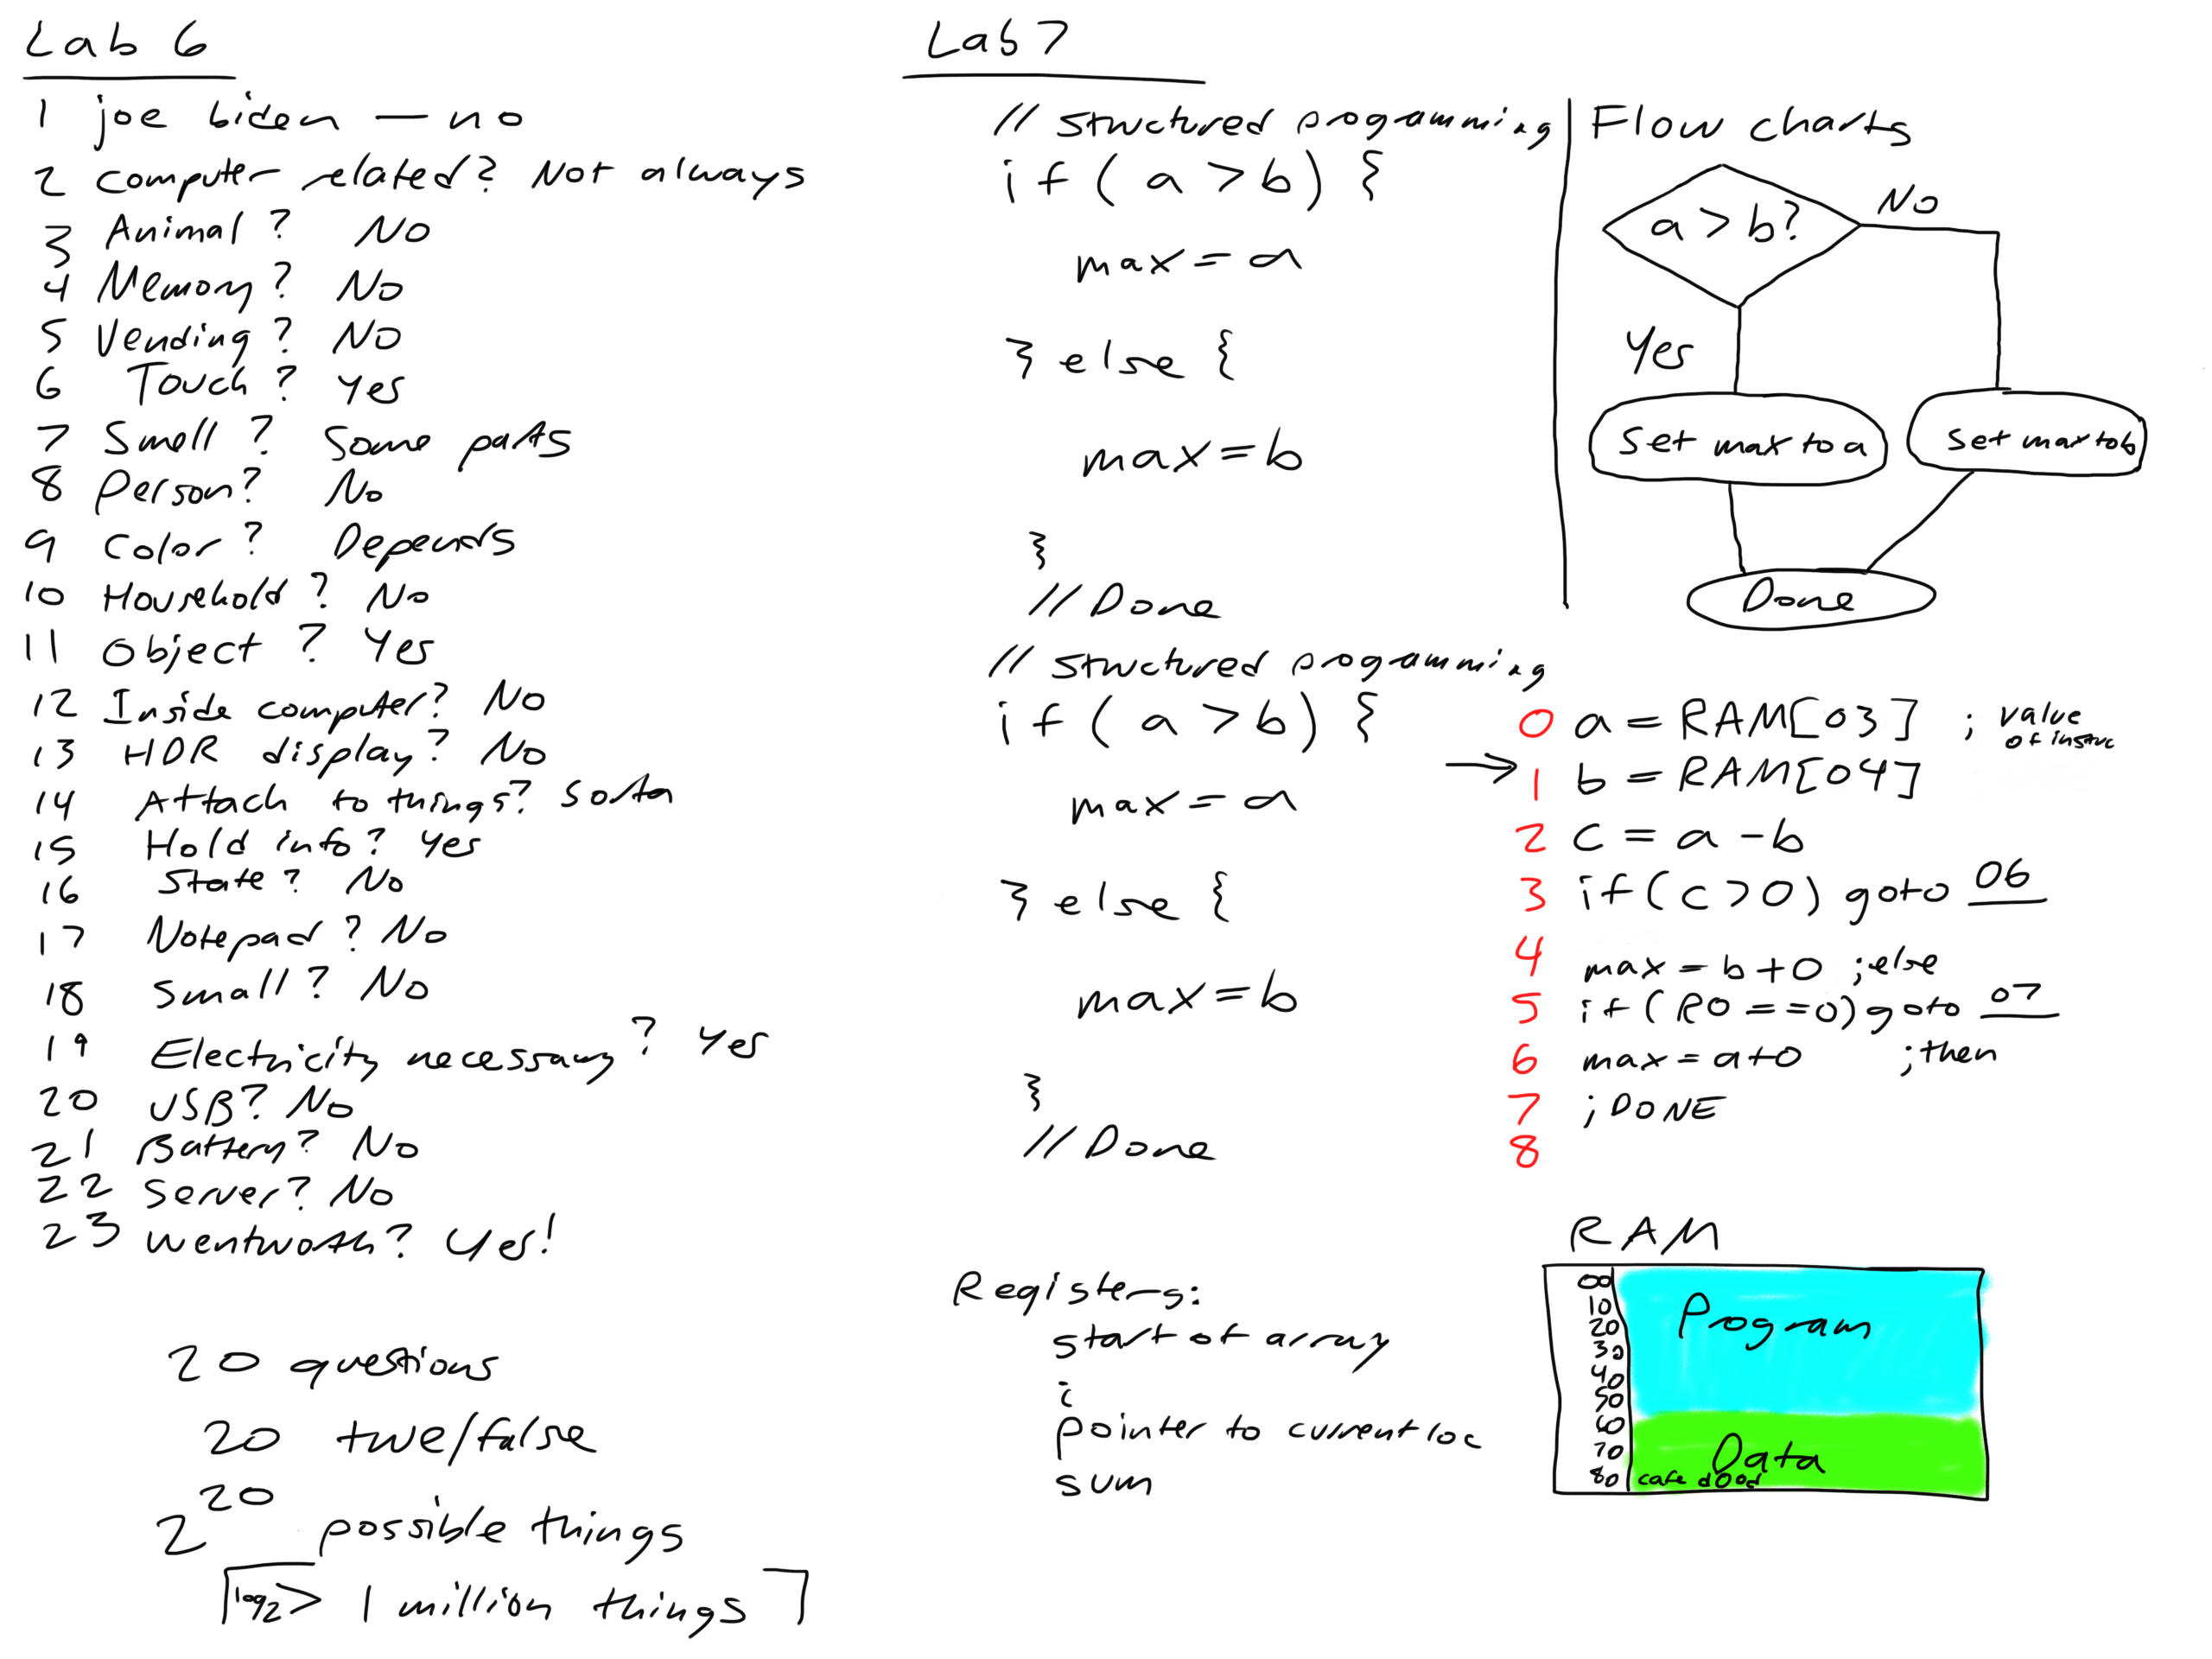 Lab 6
1 joe biden — no
2 computer related? Not always
3 Animal? No
4 Memory? No
5 Vending? No
6 Touch? yes
7 Smell? Some parts
8 Person? No
9 Color? Depends
10 Household? No
11 Object? Yes
12 Inside computer? No
13 HDR display? No
14 Attach to things? sorta
15 Hold info? yes
16 State? No
17 Notepad? No
18 Small? No
19 Electricity necessary? Yes
20 USB? No
21 Battery? No
22 Server? No
23 Wentworth? Yes!
20 questions
20 true/false
2^20 possible things
⌈log2 > 1 million things⌉
Lab 7
// structured programming
if (a > b) {
max = a
} else {
max = b
}
// Done
Flow charts
a > b?
No
Yes
Set max to a
set max to b
Done
// structured programming
if (a > b) {
max = a
} else {
max = b
}
// Done
0 a = RAM[03] ; value of instruc
→ 1 b = RAM[04]
2 c = a - b
3 if (c > 0) goto 06
4 max = b + 0 ; else
5 if (R0 == 0) goto 07
6 max = a + 0 ; then
7 ; DONE
8
Registers:
start of array
i
pointer to current loc
sum
RAM
00
10
20
30
40
50
60
70
80
Program
Data
cafe d00d